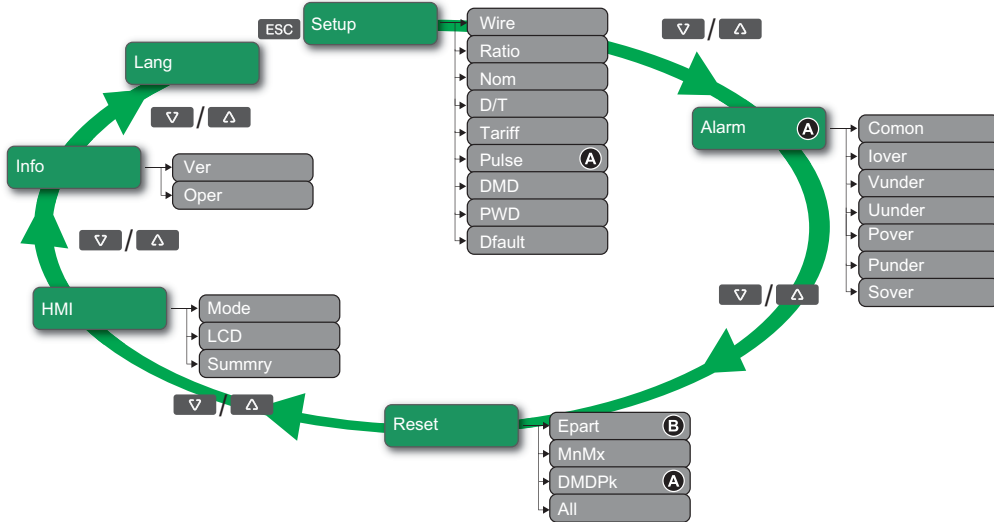 ESC
Setup
Wire
Ratio
Nom
D/T
Tariff
Pulse A
DMD
PWD
Dfault
/
Alarm A
Comon
Iover
Vunder
Uunder
Pover
Punder
Sover
/
Reset
Epart B
MnMx
DMDPk A
All
/
HMI
Mode
LCD
Summry
/
Info
Ver
Oper
/
Lang